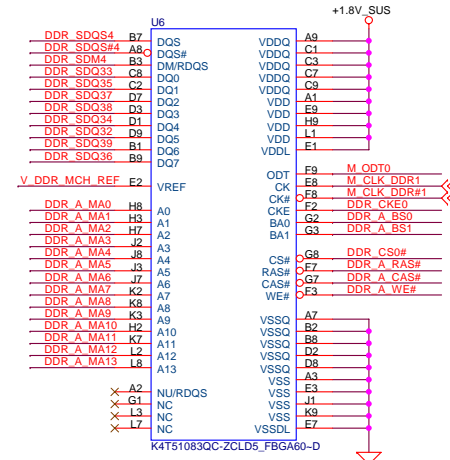 +1.8V_SUS
U6
DDR_SDQS4 B7 DQS VDDQ A9
DDR_SDQS#4 A8 DQS# VDDQ C1
DDR_SDM4 B3 DM/RDQS VDDQ C3
DDR_SDQ33 C8 DQ0 VDDQ C7
DDR_SDQ35 C2 DQ1 VDDQ C9
DDR_SDQ37 D7 DQ2 VDD A1
DDR_SDQ38 D3 DQ3 VDD E9
DDR_SDQ34 D1 DQ4 VDD H9
DDR_SDQ32 D9 DQ5 VDD L1
DDR_SDQ39 B1 DQ6 VDDL E1
DDR_SDQ36 B9 DQ7
ODT F9 M_ODT0
V_DDR_MCH_REF E2 VREF CK E8 M_CLK_DDR1
CK# F8 M_CLK_DDR#1
DDR_A_MA0 H8 A0 CKE F2 DDR_CKE0
DDR_A_MA1 H3 A1 BA0 G2 DDR_A_BS0
DDR_A_MA2 H7 A2 BA1 G3 DDR_A_BS1
DDR_A_MA3 J2 A3
DDR_A_MA4 J8 A4 CS# G8 DDR_CS0#
DDR_A_MA5 J3 A5 RAS# F7 DDR_A_RAS#
DDR_A_MA6 J7 A6 CAS# G7 DDR_A_CAS#
DDR_A_MA7 K2 A7 WE# F3 DDR_A_WE#
DDR_A_MA8 K8 A8
DDR_A_MA9 K3 A9 VSSQ A7
DDR_A_MA10 H2 A10 VSSQ B2
DDR_A_MA11 K7 A11 VSSQ B8
DDR_A_MA12 L2 A12 VSSQ D2
DDR_A_MA13 L8 A13 VSSQ D8
VSS A3
A2 NU/RDQS VSS E3
G1 NC VSS J1
L3 NC VSS K9
L7 NC VSSDL E7
K4T51083QC-ZCLD5_FBGA60~D